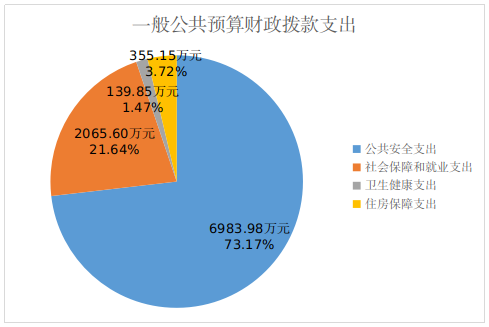 一般公共预算财政拨款支出
355.15万元
3.72%
139.85万元
1.47%
2065.60万元
21.64%
6983.98万元
73.17%
公共安全支出
社会保障和就业支出
卫生健康支出
住房保障支出